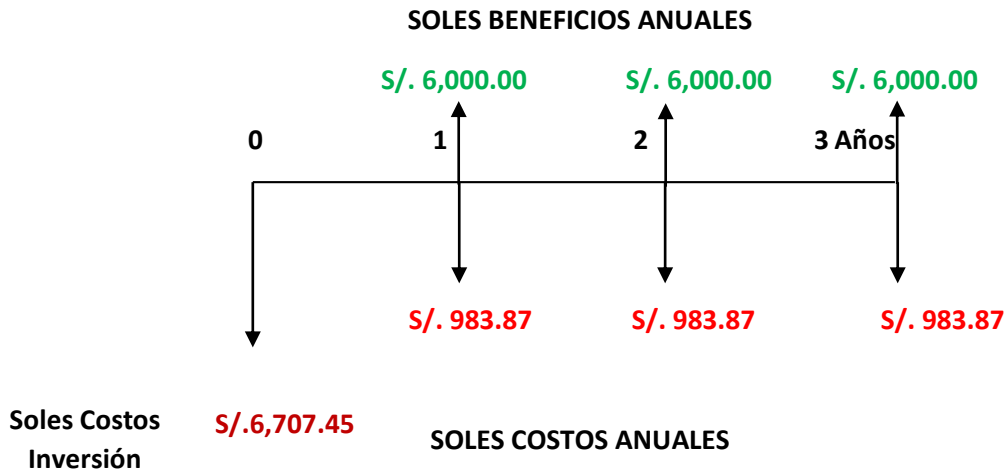 SOLES BENEFICIOS ANUALES
S/. 6,000.00 S/. 6,000.00 S/. 6,000.00
0 1 2 3 Años
S/. 983.87 S/. 983.87 S/. 983.87
Soles Costos
Inversión
S/.6,707.45
SOLES COSTOS ANUALES